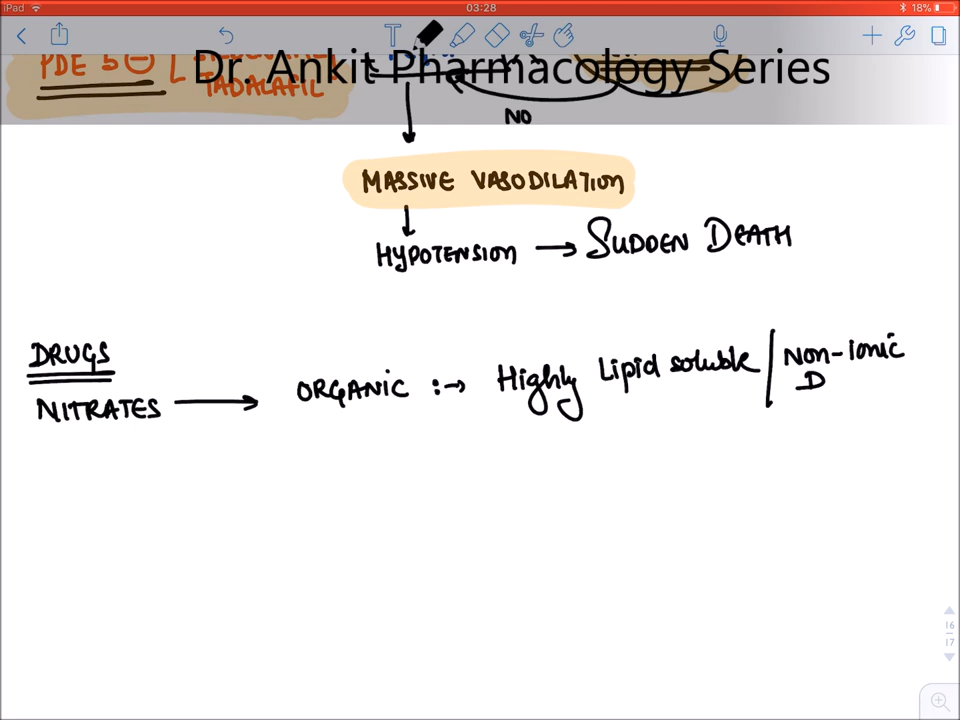 iPad
03:28
18%
T
Dr. Ankit Pharmacology Series
PDE 5
TADALAFIL
NO
MASSIVE VASODILATION
HYPOTENSION → SUDDEN DEATH
DRUGS
NITRATES → ORGANIC :→ Highly Lipid soluble / Non-ionic
D
16
17